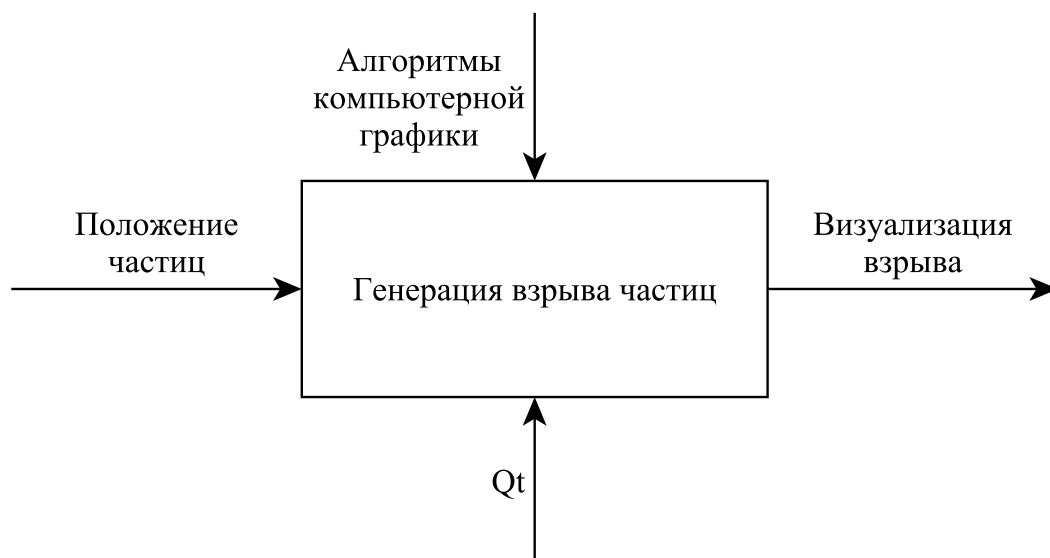 Алгоритмы
компьютерной
графики
Положение
частиц
Генерация взрыва частиц
Визуализация
взрыва
Qt